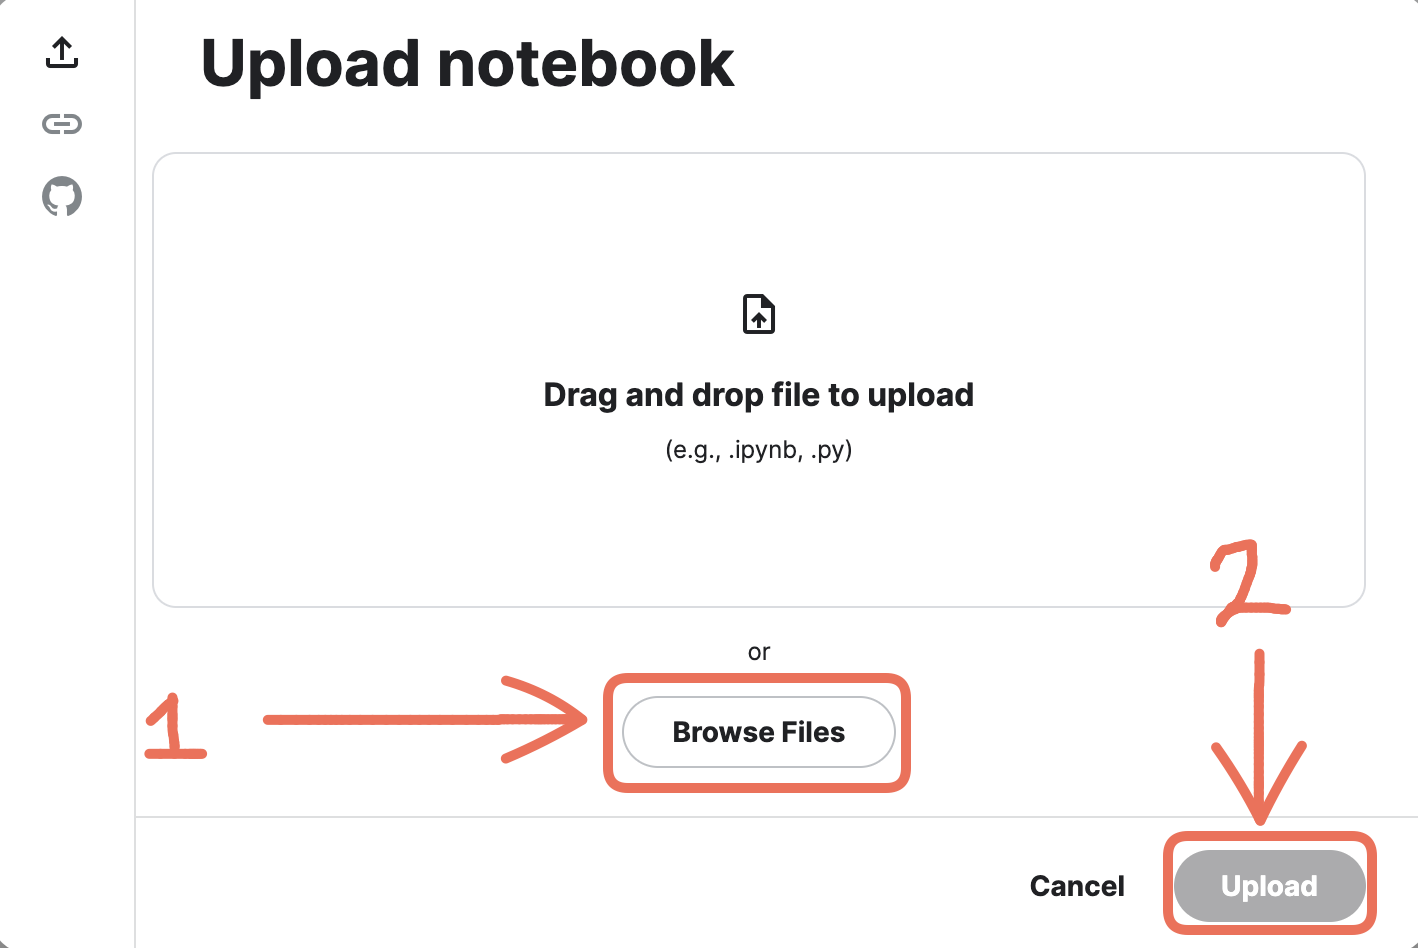 Upload notebook
Drag and drop file to upload
(e.g., .ipynb, .py)
2
or
1
Browse Files
Cancel
Upload